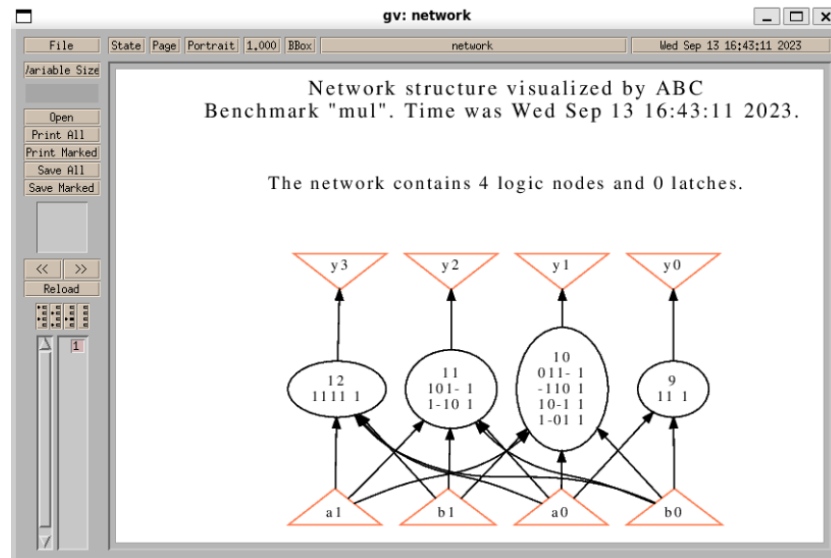 gv: network
File State Page Portrait 1.000 BBox network Wed Sep 13 16:43:11 2023
Variable Size
Open
Print All
Print Marked
Save All
Save Marked
<< >>
Reload
1
Network structure visualized by ABC
Benchmark "mul". Time was Wed Sep 13 16:43:11 2023.
The network contains 4 logic nodes and 0 latches.
y3 y2 y1 y0
12
1111 1
11
101- 1
1-10 1
10
011- 1
-110 1
10-1 1
1-01 1
9
11 1
a1 b1 a0 b0